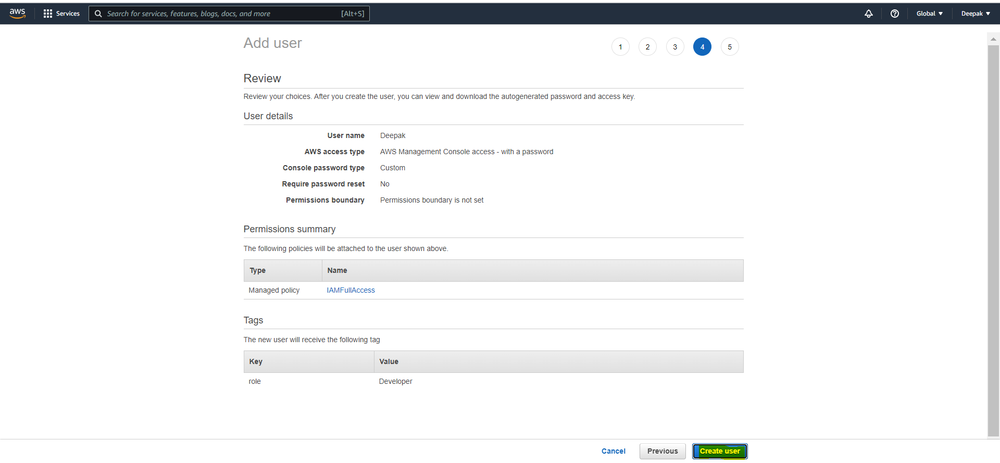 aws Services Search for services, features, blogs, docs, and more [Alt+S] Global Deepak
Add user 1 2 3 4 5
Review
Review your choices. After you create the user, you can view and download the autogenerated password and access key.
User details
User name Deepak
AWS access type AWS Management Console access - with a password
Console password type Custom
Require password reset No
Permissions boundary Permissions boundary is not set
Permissions summary
The following policies will be attached to the user shown above.
Type Name
Managed policy IAMFullAccess
Tags
The new user will receive the following tag
Key Value
role Developer
Cancel Previous Create user